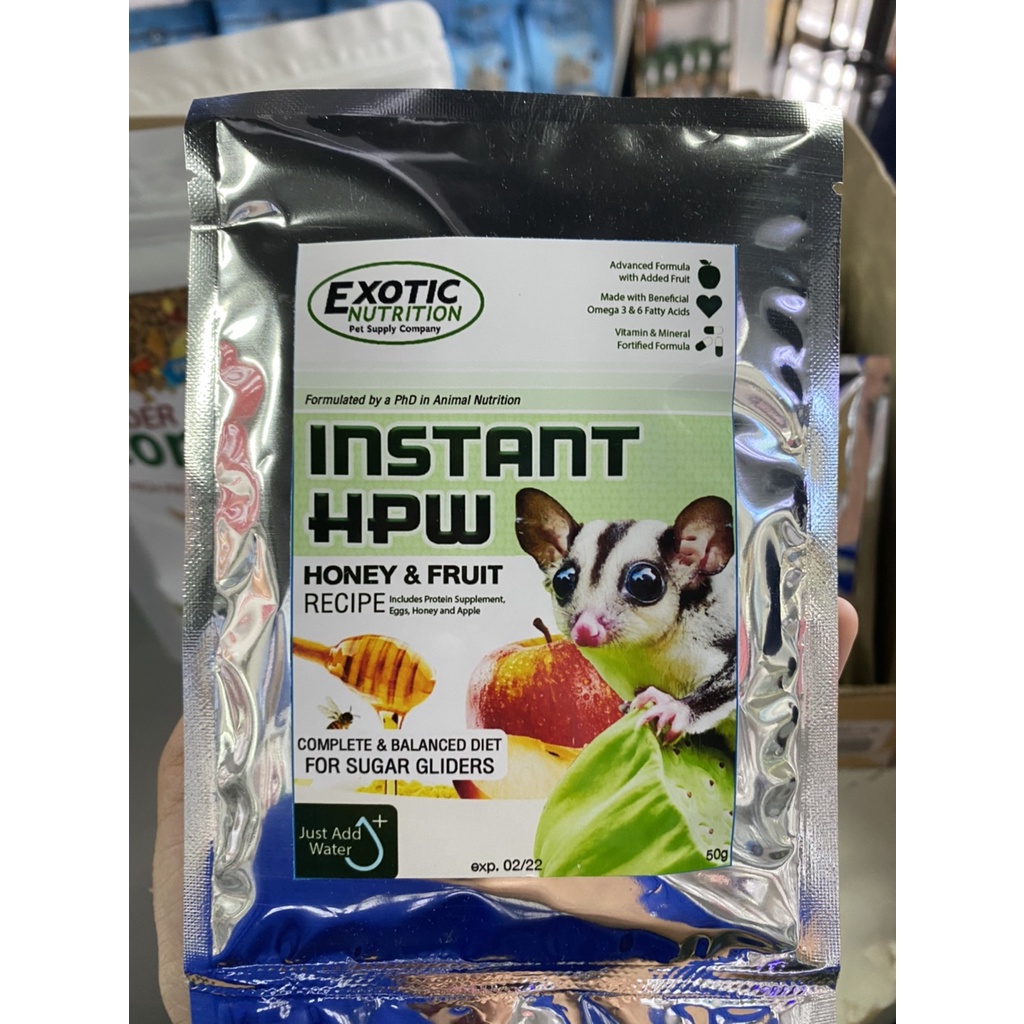 EXOTIC
NUTRITION
Pet Supply Company
Advanced Formula
with Added Fruit
Made with Beneficial
Omega 3 & 6 Fatty Acids
Vitamin & Mineral
Fortified Formula
Formulated by a PhD in Animal Nutrition
INSTANT
HPW
HONEY & FRUIT
RECIPE Includes Protein Supplement,
Eggs, Honey and Apple
COMPLETE & BALANCED DIET
FOR SUGAR GLIDERS
Just Add
Water
exp. 02/22
50g